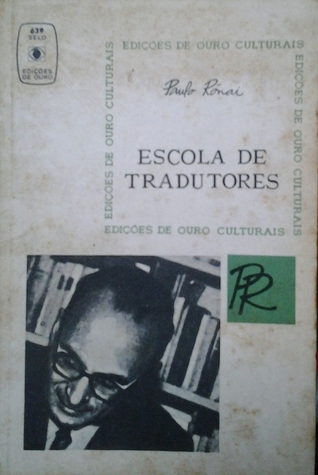 639
SELO
EDIÇÕES
DE OURO
EDIÇÕES DE OURO CULTURAIS
EDIÇÕES DE OURO CULTURAIS
EDIÇÕES DE OURO CULTURAIS
Paulo Rónai
ESCOLA DE
TRADUTORES
EDIÇÕES DE OURO CULTURAIS
PR